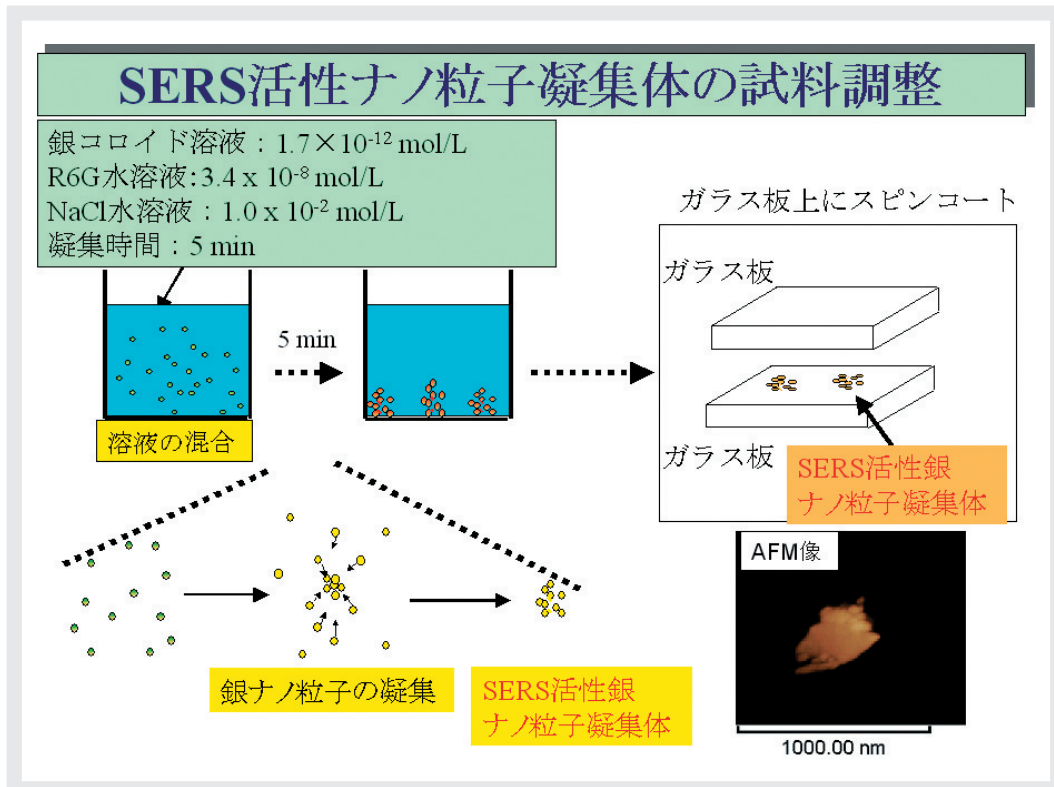 SERS活性ナノ粒子凝集体の試料調整
銀コロイド溶液：1.7×10⁻¹² mol/L
R6G水溶液:3.4 x 10⁻⁸ mol/L
NaCl水溶液：1.0 x 10⁻² mol/L
凝集時間：5 min
5 min
溶液の混合
ガラス板上にスピンコート
ガラス板
ガラス板
SERS活性銀
ナノ粒子凝集体
銀ナノ粒子の凝集
SERS活性銀
ナノ粒子凝集体
AFM像
1000.00 nm